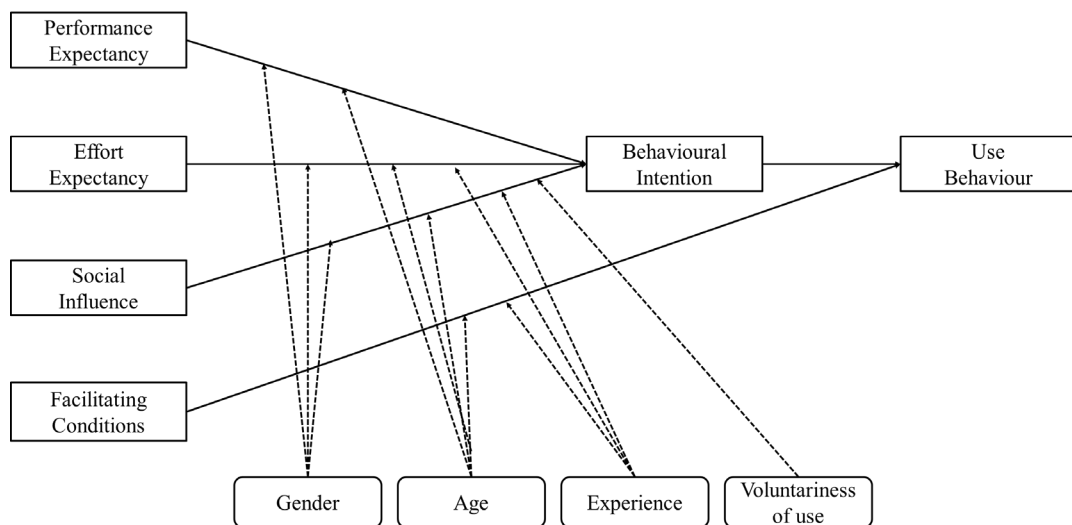 Performance
Expectancy
Effort
Expectancy
Behavioural
Intention
Use
Behaviour
Social
Influence
Facilitating
Conditions
Gender
Age
Experience
Voluntariness
of use